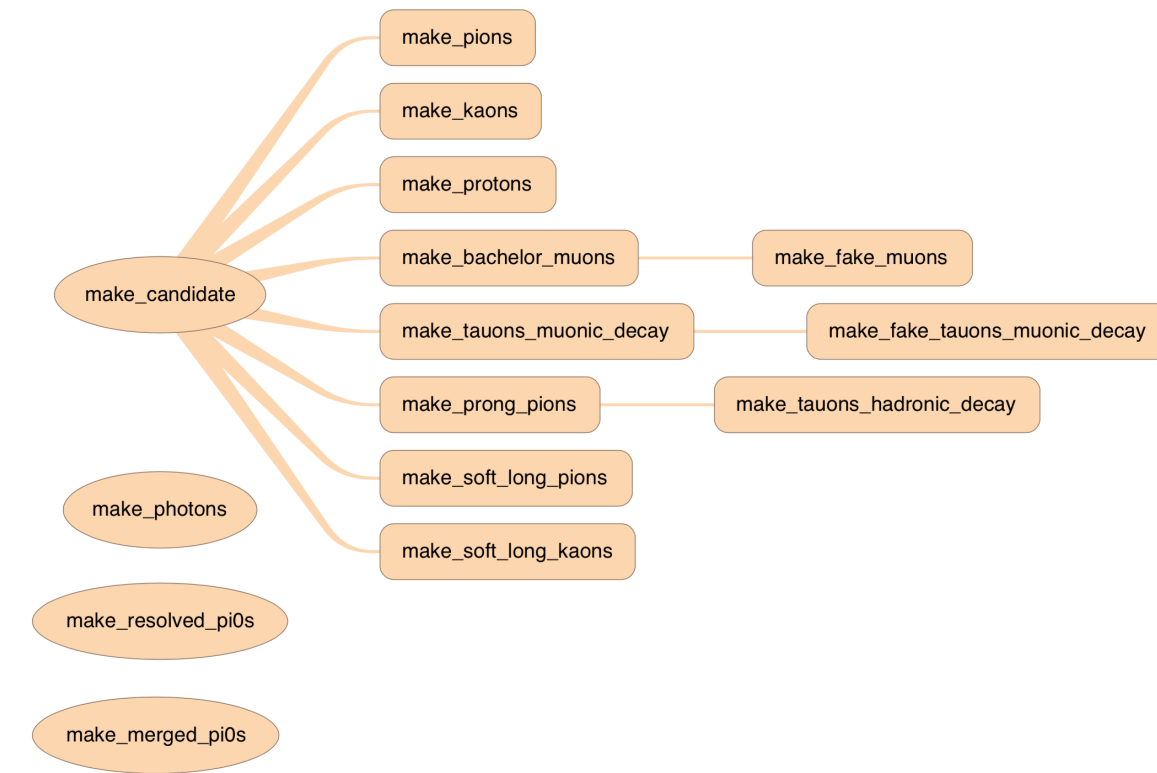 make_pions
make_kaons
make_protons
make_bachelor_muons
make_fake_muons
make_candidate
make_tauons_muonic_decay
make_fake_tauons_muonic_decay
make_prong_pions
make_tauons_hadronic_decay
make_soft_long_pions
make_photons
make_soft_long_kaons
make_resolved_pi0s
make_merged_pi0s